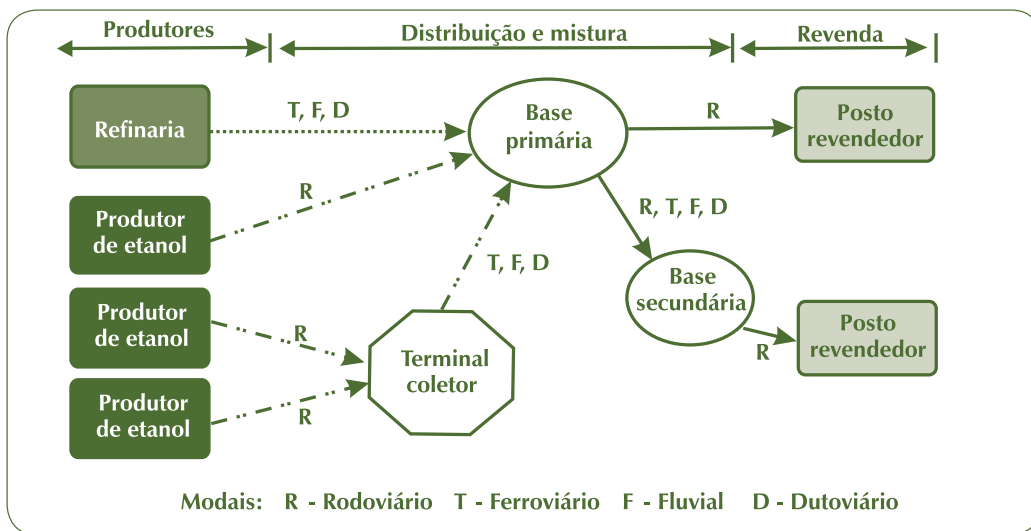 Produtores
Distribuição e mistura
Revenda
Refinaria
T, F, D
Base
primária
R
Posto
revendedor
R
Produtor
de etanol
R, T, F, D
T, F, D
Base
secundária
Produtor
de etanol
R
Terminal
coletor
R
Posto
revendedor
Produtor
de etanol
R
Modais: R - Rodoviário T - Ferroviário F - Fluvial D - Dutoviário